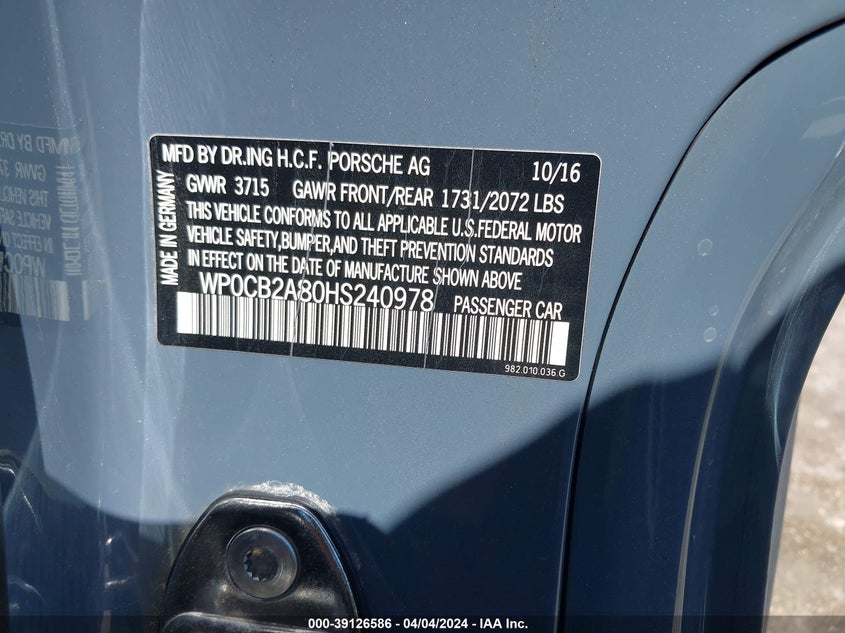 MFD BY DR.ING H.C.F. PORSCHE AG 10/16
GVWR 3715 GAWR FRONT/REAR 1731/2072 LBS
THIS VEHICLE CONFORMS TO ALL APPLICABLE U.S.FEDERAL MOTOR
VEHICLE SAFETY,BUMPER,AND THEFT PREVENTION STANDARDS
IN EFFECT ON THE DATE OF MANUFACTURE SHOWN ABOVE
WP0CB2A80HS240978 PASSENGER CAR
MADE IN GERMANY
982.010.036.G
000-39126586 - 04/04/2024 - IAA Inc.